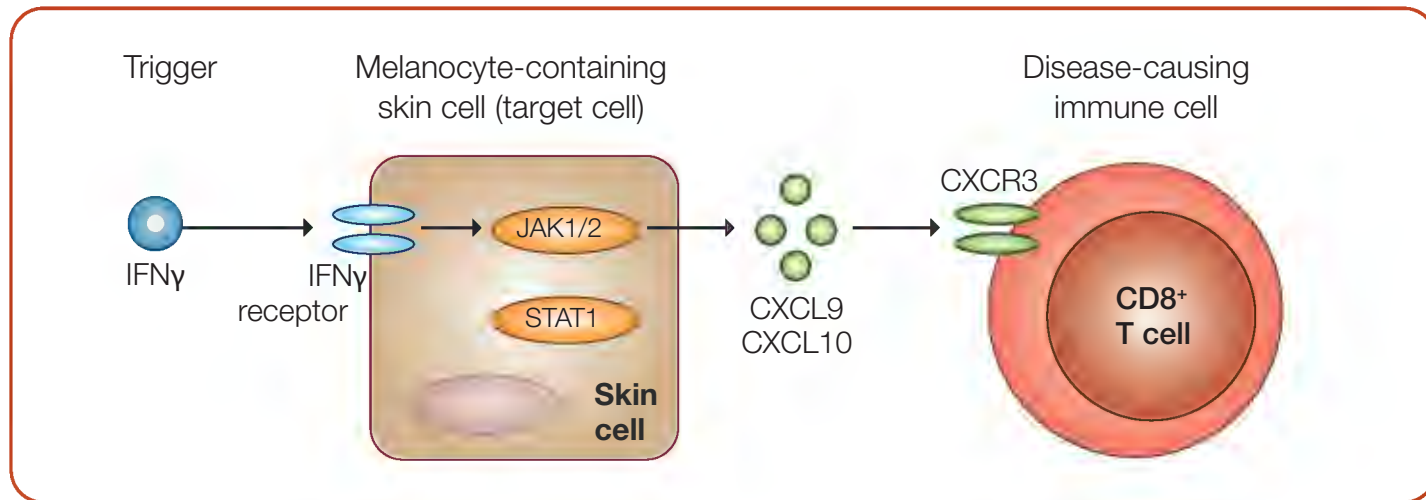 Trigger
Melanocyte-containing
skin cell (target cell)
Disease-causing
immune cell
IFNγ
IFNγ
receptor
JAK1/2
STAT1
Skin
cell
CXCL9
CXCL10
CXCR3
CD8⁺
T cell